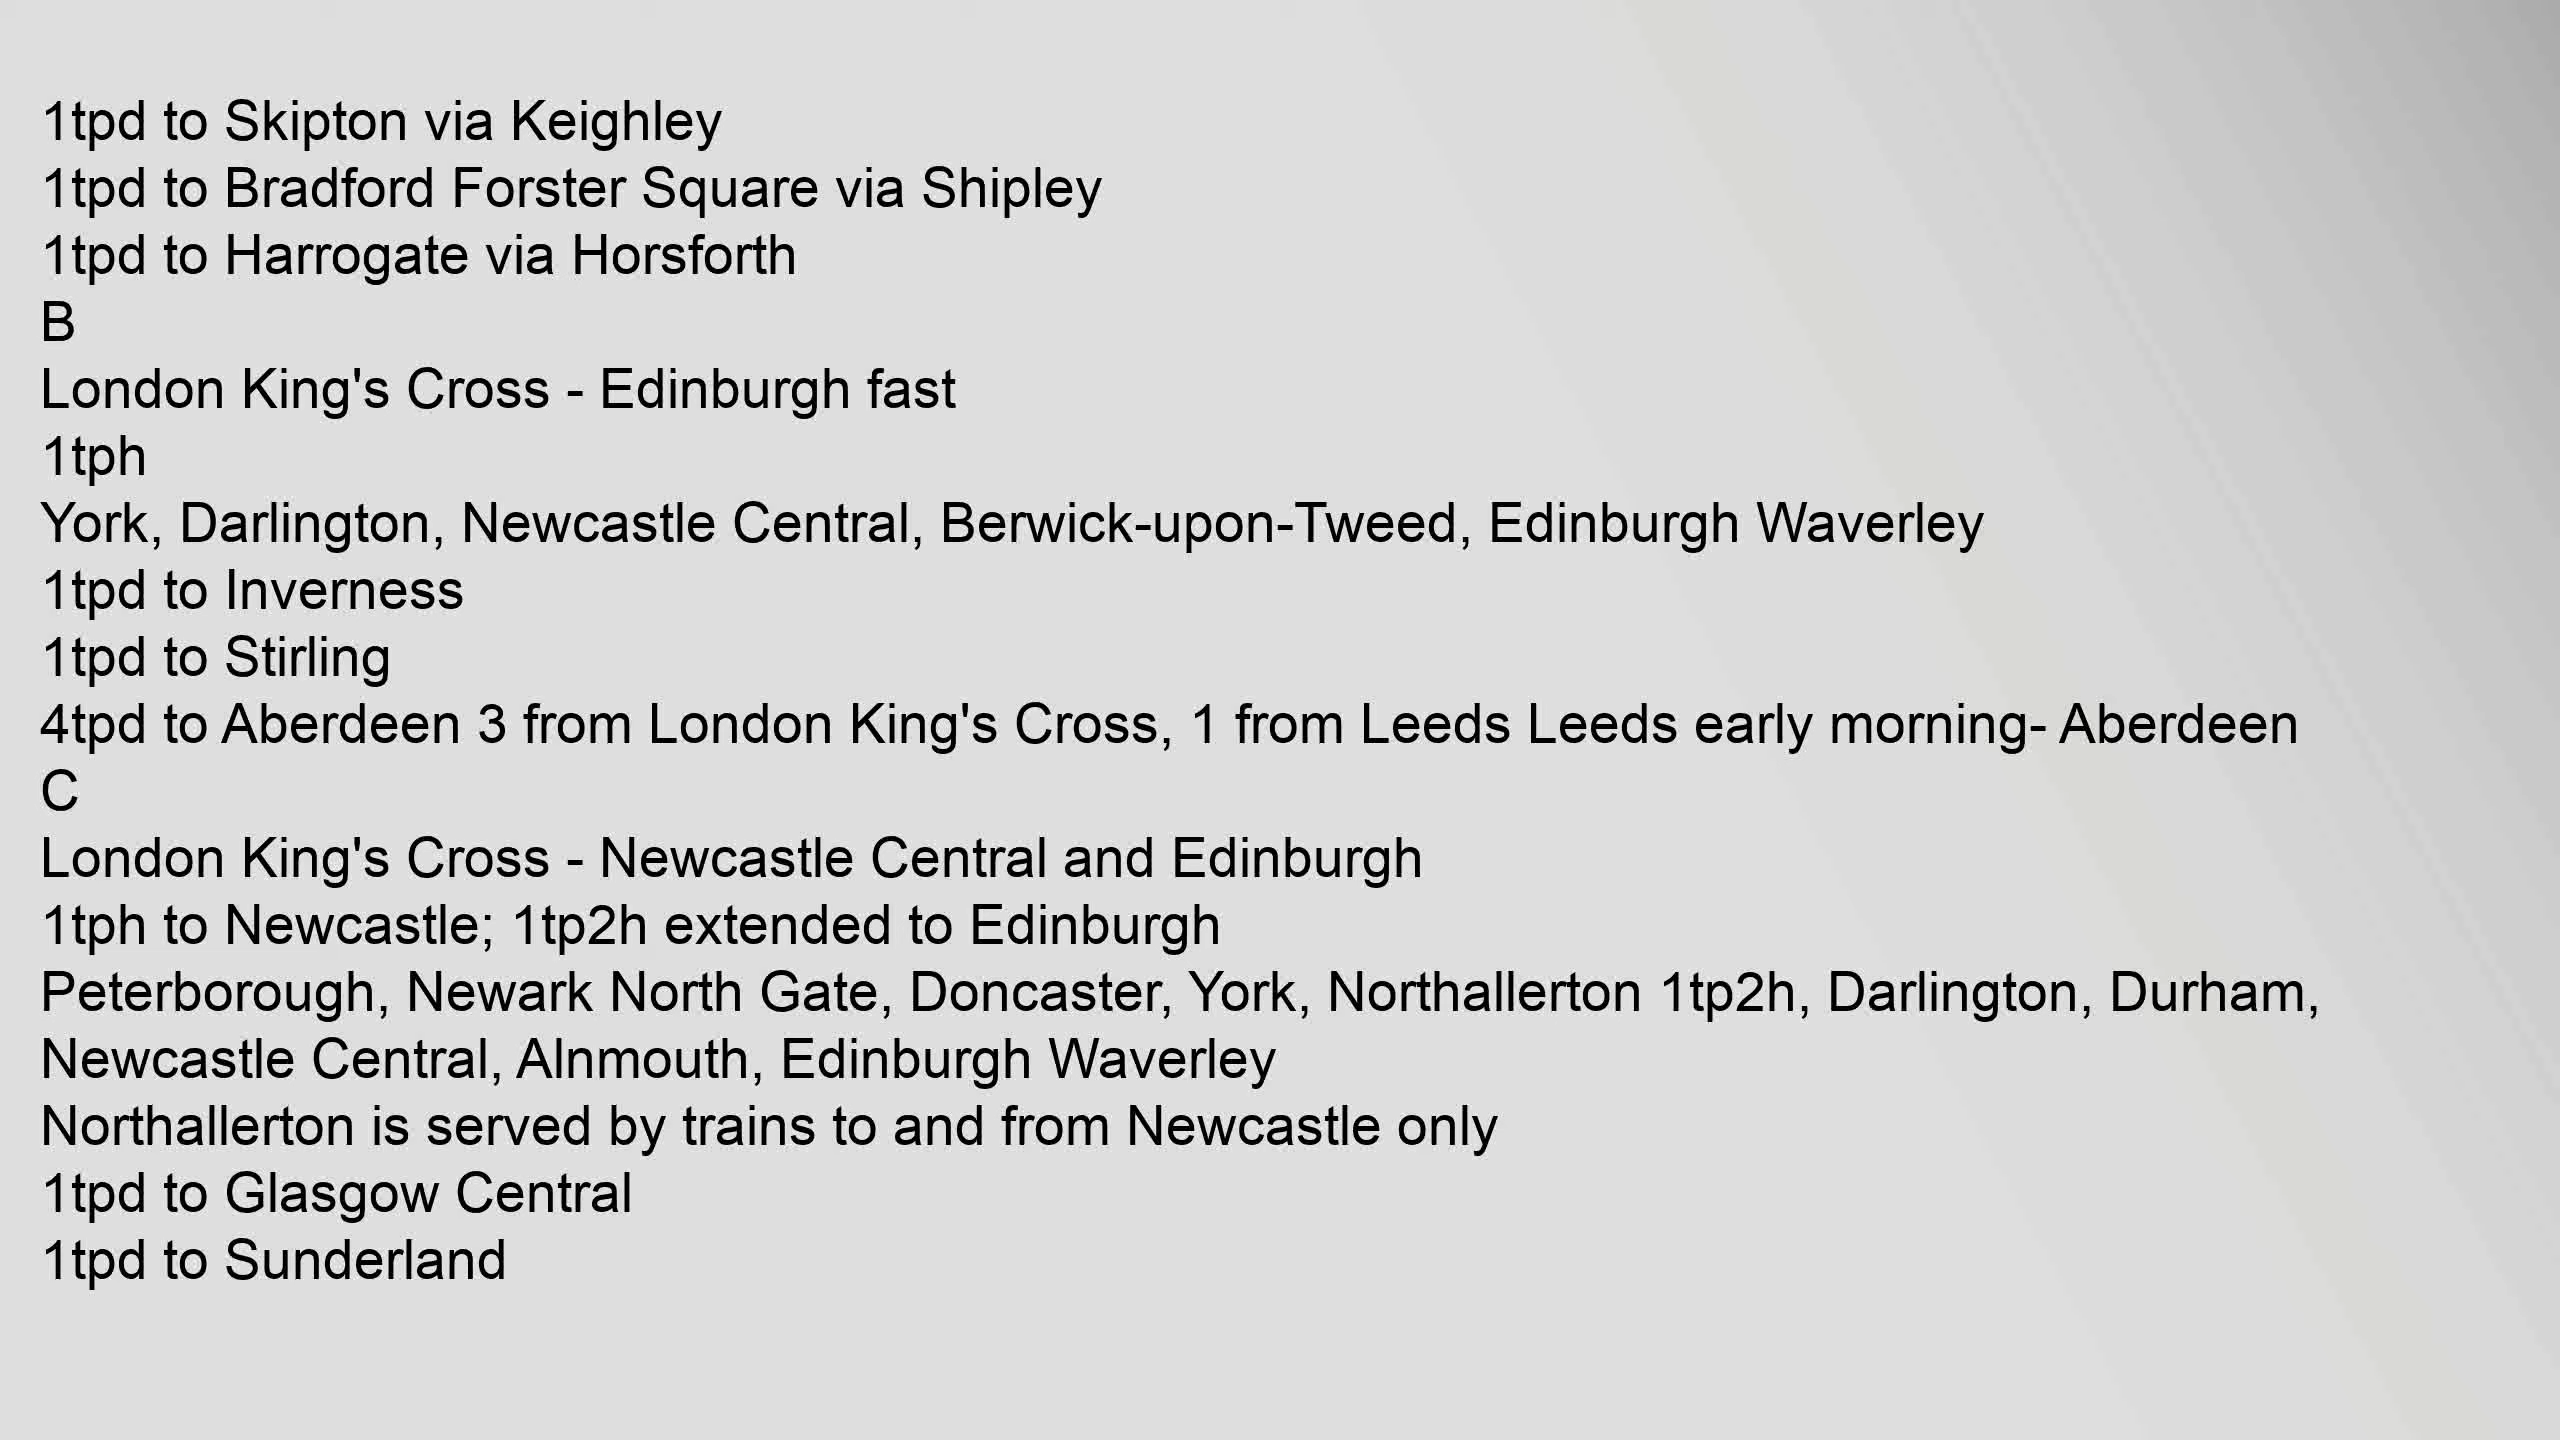 1tpd to Skipton via Keighley
1tpd to Bradford Forster Square via Shipley
1tpd to Harrogate via Horsforth
B
London King's Cross - Edinburgh fast
1tph
York, Darlington, Newcastle Central, Berwick-upon-Tweed, Edinburgh Waverley
1tpd to Inverness
1tpd to Stirling
4tpd to Aberdeen 3 from London King's Cross, 1 from Leeds Leeds early morning- Aberdeen
C
London King's Cross - Newcastle Central and Edinburgh
1tph to Newcastle; 1tp2h extended to Edinburgh
Peterborough, Newark North Gate, Doncaster, York, Northallerton 1tp2h, Darlington, Durham,
Newcastle Central, Alnmouth, Edinburgh Waverley
Northallerton is served by trains to and from Newcastle only
1tpd to Glasgow Central
1tpd to Sunderland